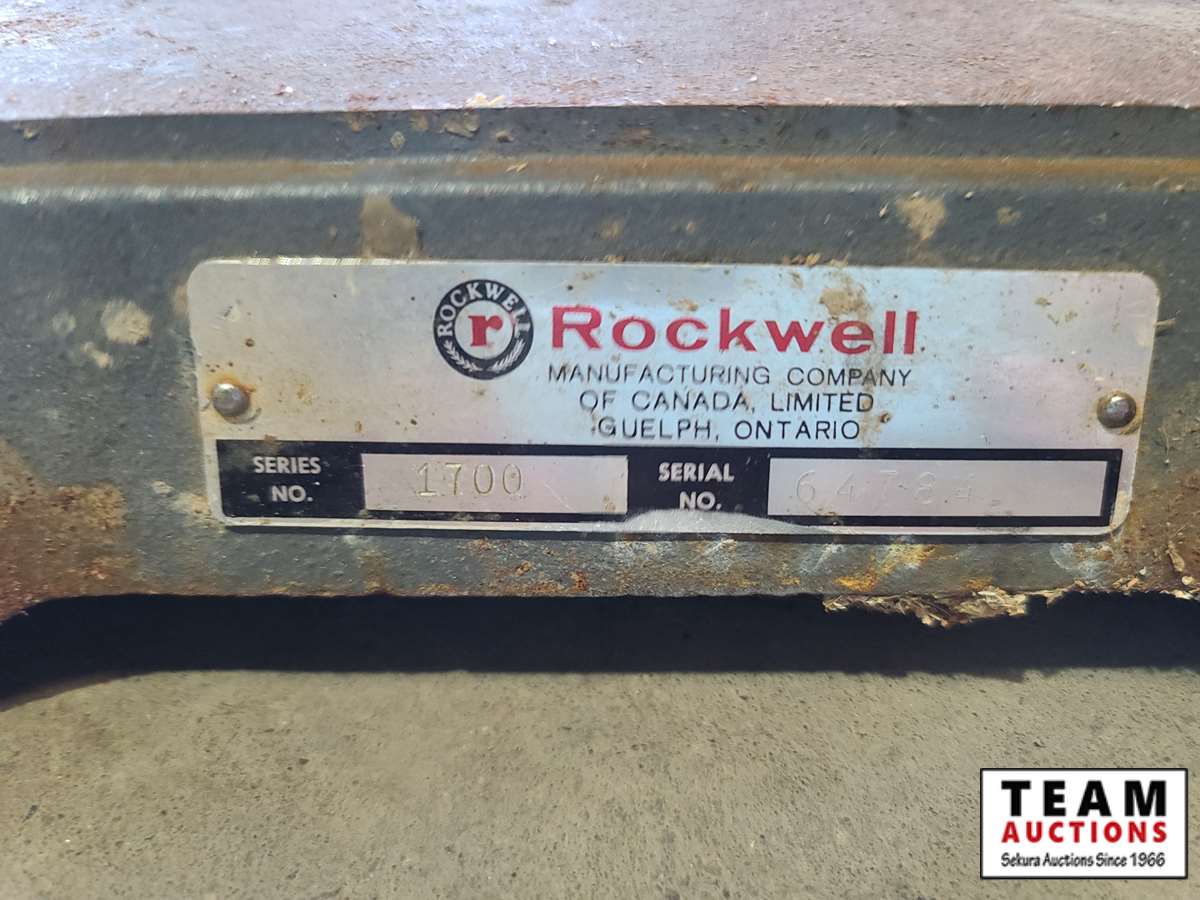 ROCKWELL
r
Rockwell
MANUFACTURING COMPANY
OF CANADA, LIMITED
GUELPH, ONTARIO
SERIES NO. 1700
SERIAL NO. 64784
TEAM
AUCTIONS
Sekura Auctions Since 1966